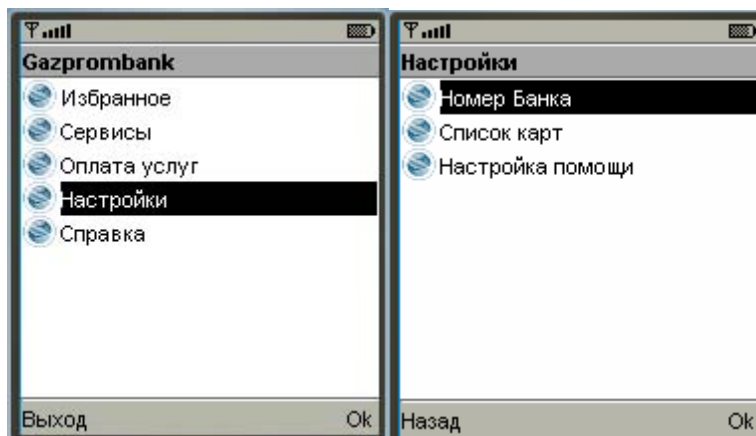 Gazprombank
Избранное
Сервисы
Оплата услуг
Настройки
Справка
Выход Ok
Настройки
Номер Банка
Список карт
Настройка помощи
Назад Ok